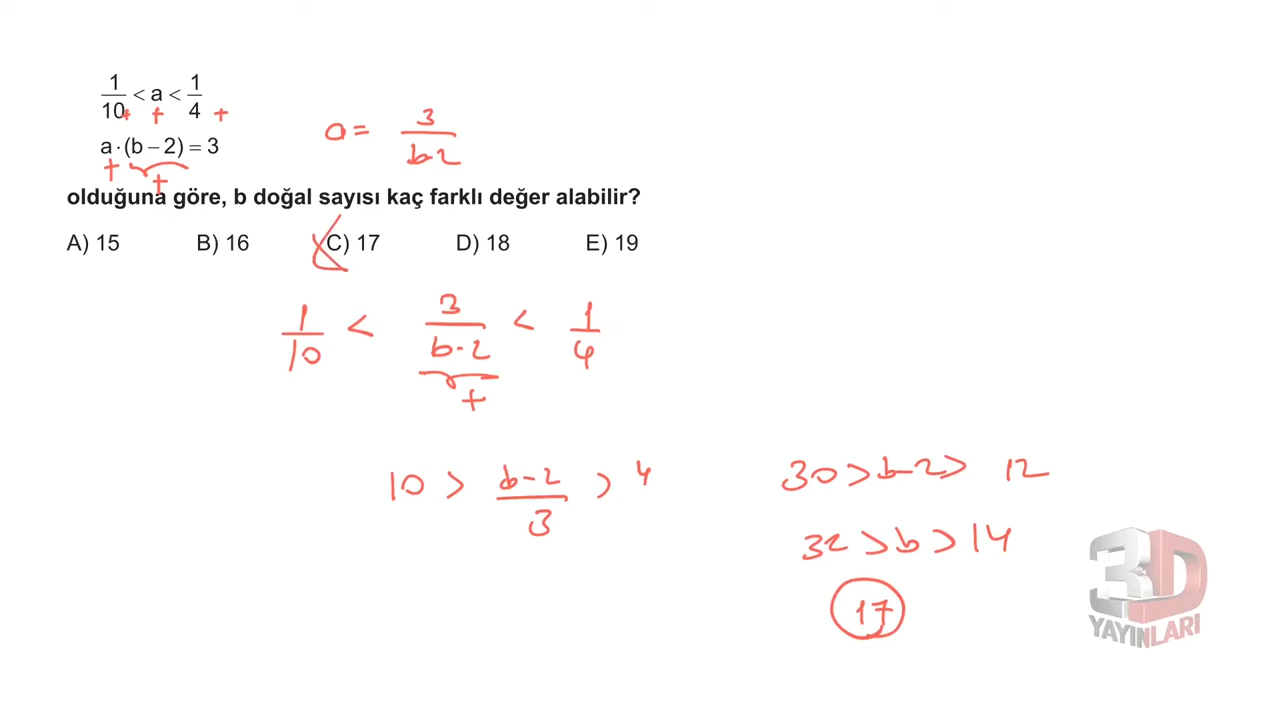 1/10 < a < 1/4
+ + +
a · (b – 2) = 3
+ +
a = 3/b-2
olduğuna göre, b doğal sayısı kaç farklı değer alabilir?
A) 15 B) 16 C) 17 D) 18 E) 19
1/10 < 3/b-2 < 1/4
+
10 > b-2/3 > 4
30 > b-2 > 12
32 > b > 14
17
3D
YAYINLARI